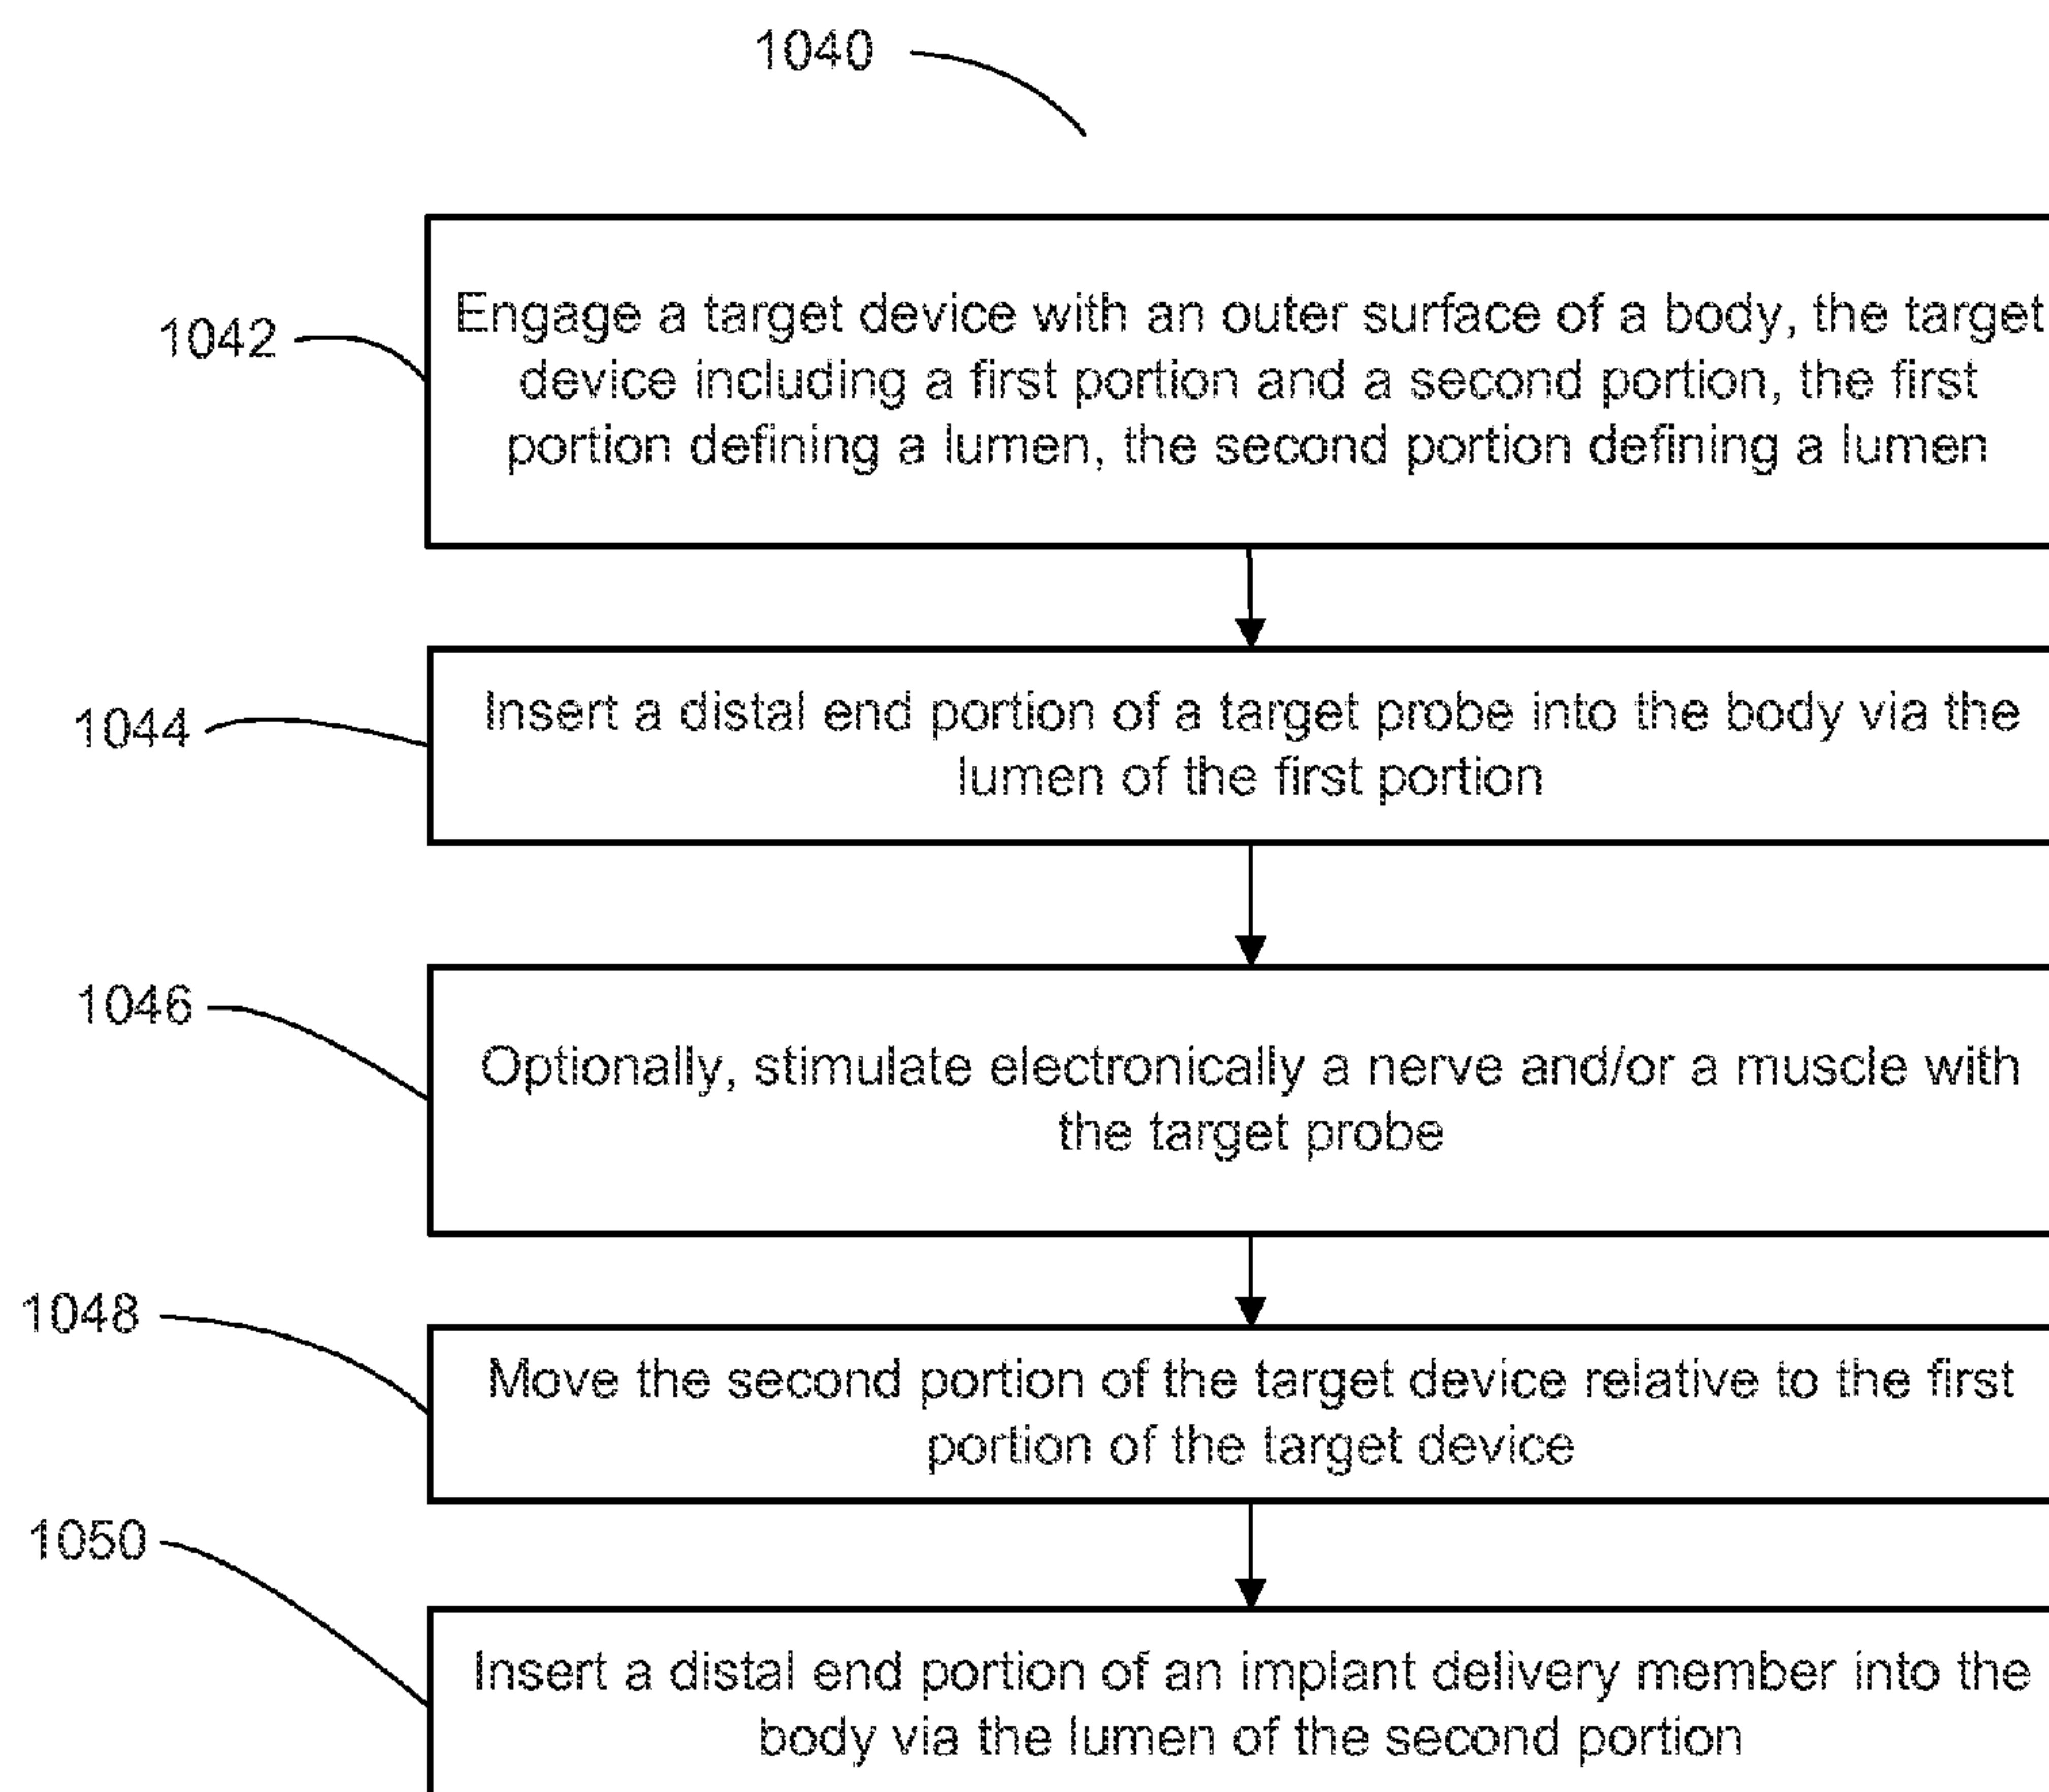 1040
1042
Engage a target device with an outer surface of a body, the target
device including a first portion and a second portion, the first
portion defining a lumen, the second portion defining a lumen
1044
Insert a distal end portion of a target probe into the body via the
lumen of the first portion
1046
Optionally, stimulate electronically a nerve and/or a muscle with
the target probe
1048
Move the second portion of the target device relative to the first
portion of the target device
1050
Insert a distal end portion of an implant delivery member into the
body via the lumen of the second portion